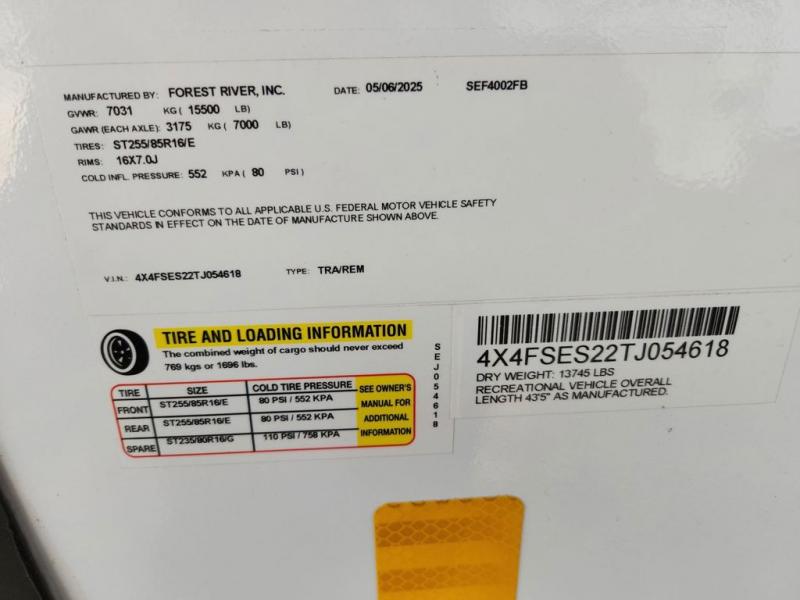 MANUFACTURED BY: FOREST RIVER, INC. DATE: 05/06/2025 SEF4002FB
GVWR: 7031 KG ( 15500 LB)
GAWR (EACH AXLE): 3175 KG ( 7000 LB)
TIRES: ST255/85R16/E
RIMS: 16X7.0J
COLD INFL. PRESSURE: 552 KPA ( 80 PSI )
THIS VEHICLE CONFORMS TO ALL APPLICABLE U.S. FEDERAL MOTOR VEHICLE SAFETY
STANDARDS IN EFFECT ON THE DATE OF MANUFACTURE SHOWN ABOVE.
V.I.N.: 4X4FSES22TJ054618 TYPE: TRA/REM
TIRE AND LOADING INFORMATION
The combined weight of cargo should never exceed
769 kgs or 1696 lbs.
TIRE SIZE COLD TIRE PRESSURE SEE OWNER'S
FRONT ST255/85R16/E 80 PSI / 552 KPA MANUAL FOR
REAR ST255/85R16/E 80 PSI / 552 KPA ADDITIONAL
SPARE ST235/80R16/G 110 PSI / 758 KPA INFORMATION
SEJ054618
4X4FSES22TJ054618
DRY WEIGHT: 13745 LBS
RECREATIONAL VEHICLE OVERALL
LENGTH 43'5" AS MANUFACTURED.